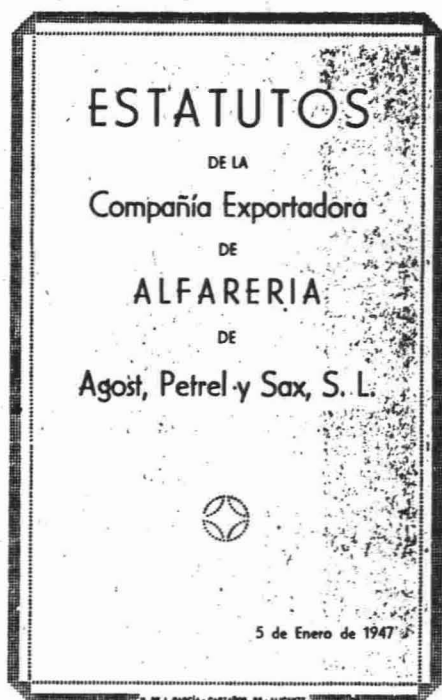 ESTATUTOS
DE LA
Compañía Exportadora
DE
ALFARERIA
DE
Agost, Petrel y Sax, S. L.
5 de Enero de 1947